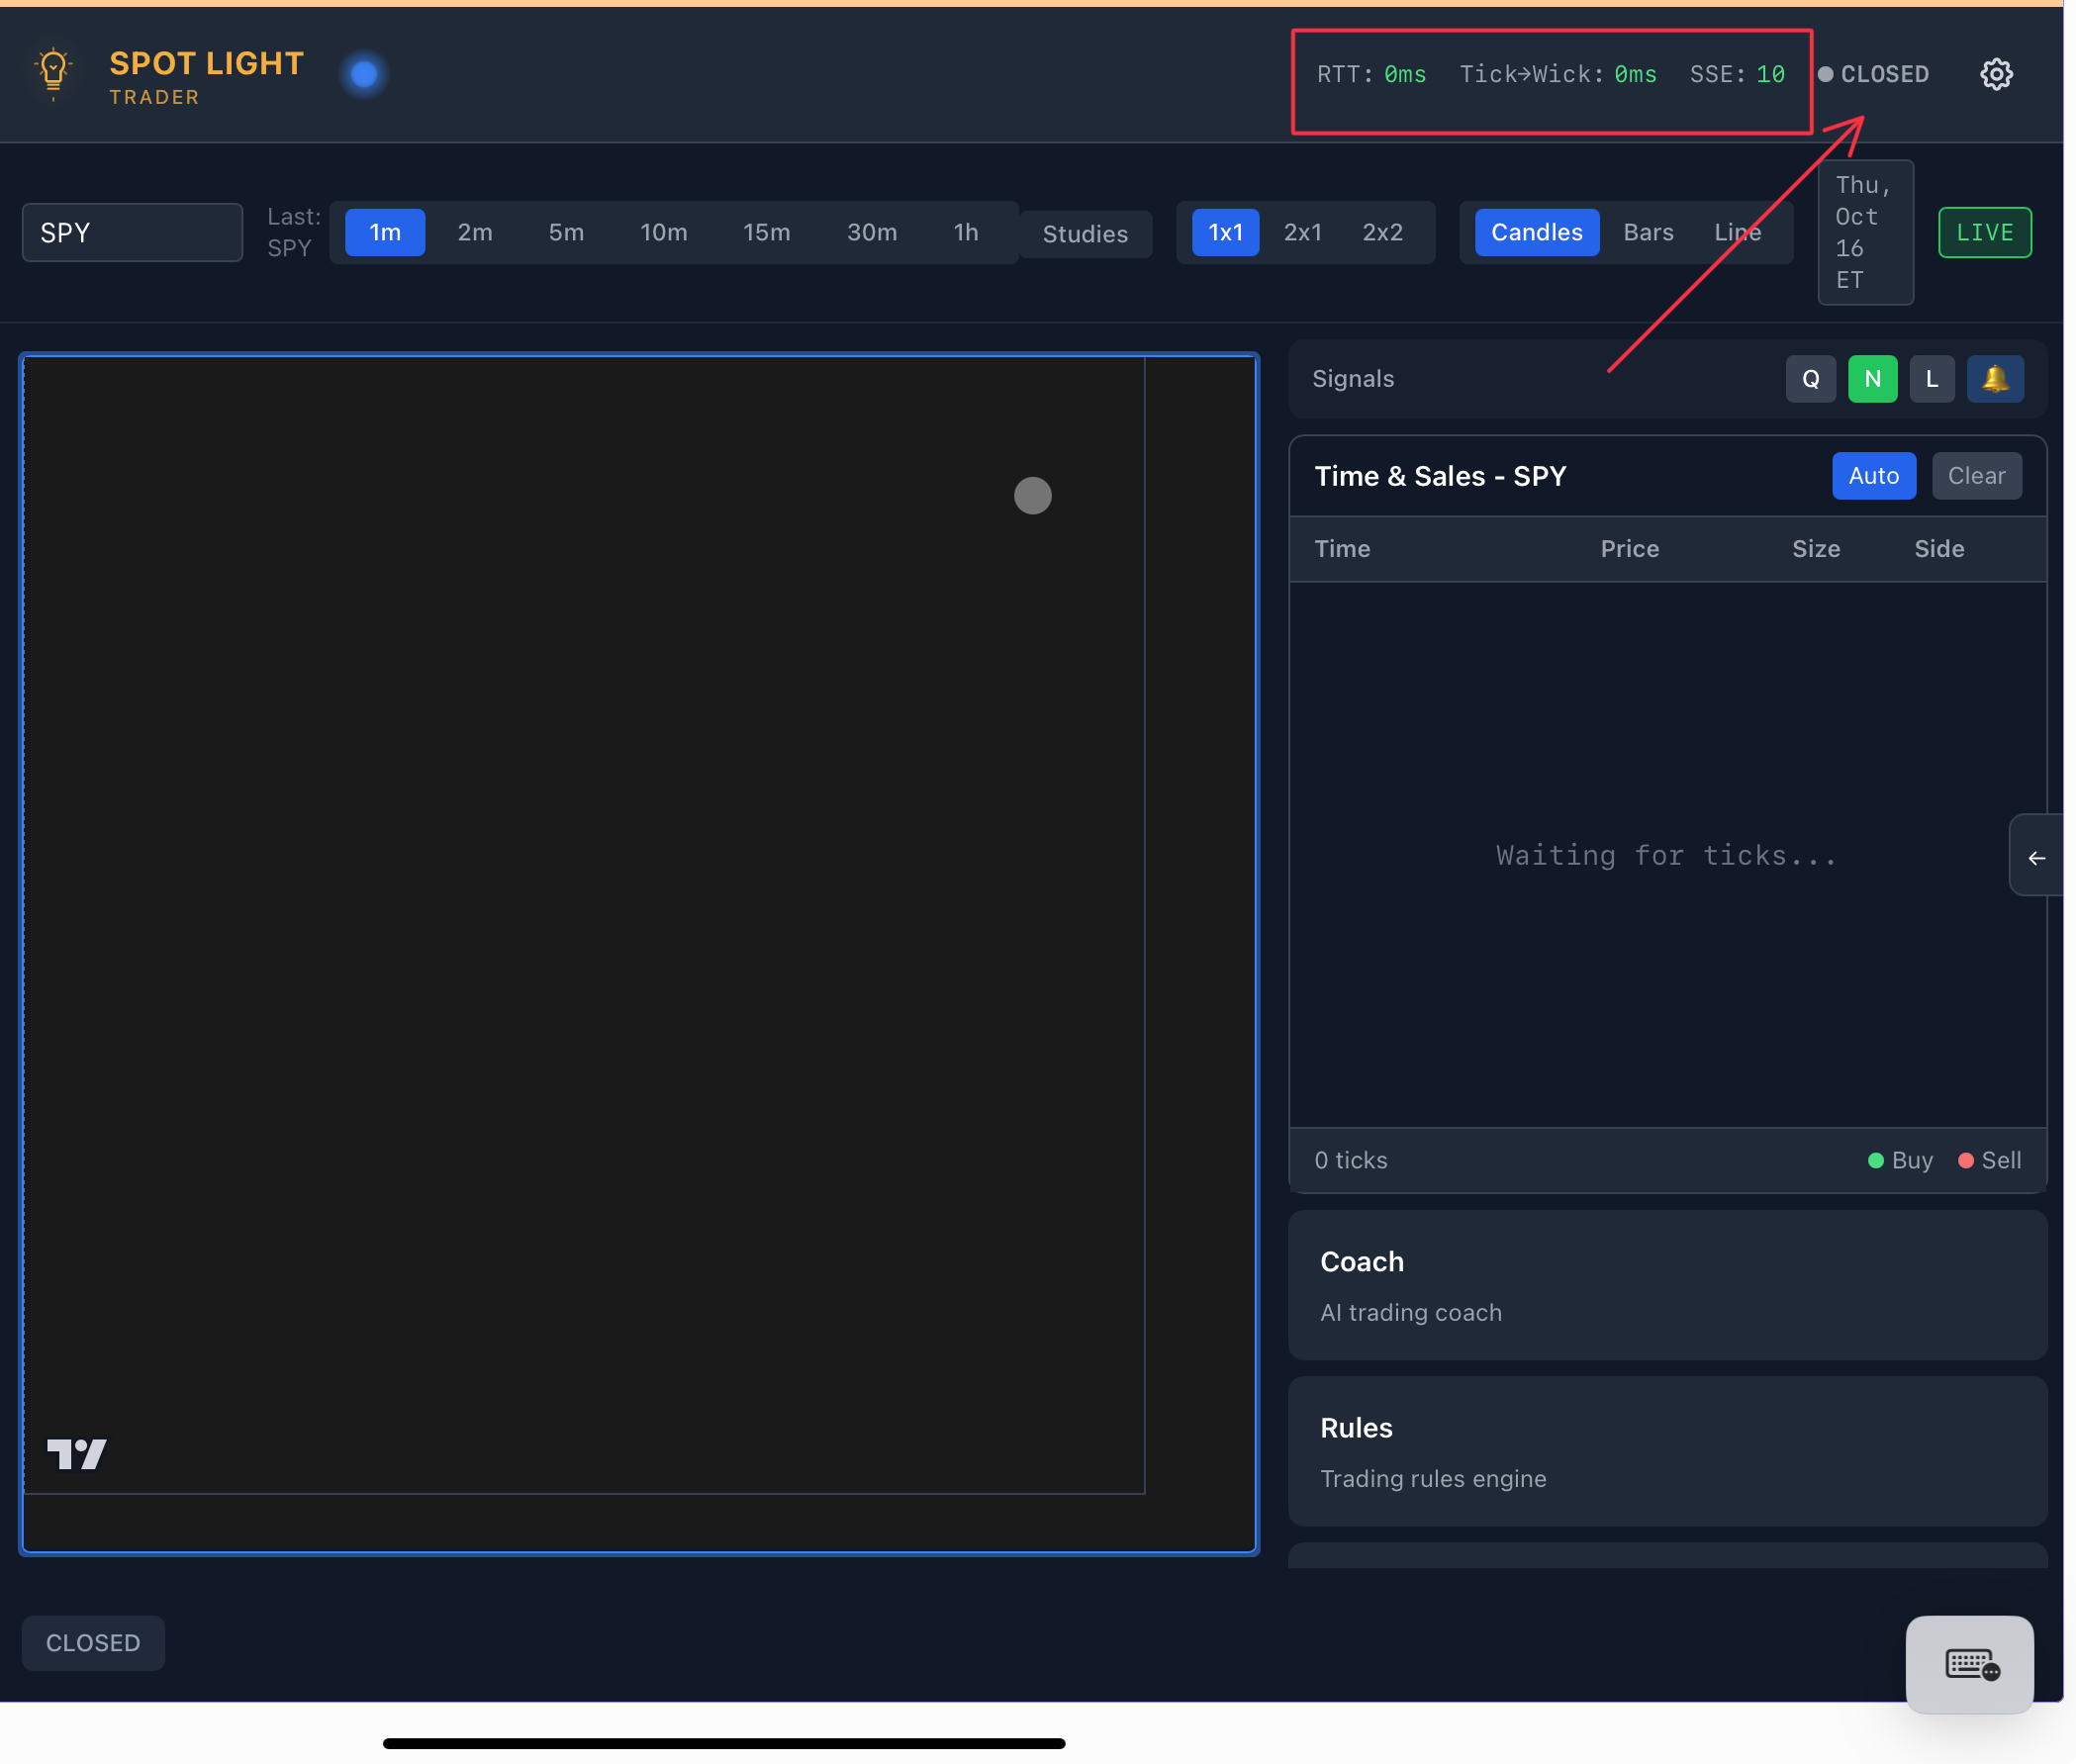 SPOT LIGHT
TRADER
RTT: 0ms Tick→Wick: 0ms SSE: 10
CLOSED
SPY
Last:
SPY
1m 2m 5m 10m 15m 30m 1h
Studies
1x1 2x1 2x2
Candles Bars Line
Thu,
Oct
16
ET
LIVE
Signals
Q N L
Time & Sales - SPY
Auto Clear
Time Price Size Side
Waiting for ticks...
0 ticks
Buy Sell
Coach
AI trading coach
Rules
Trading rules engine
CLOSED